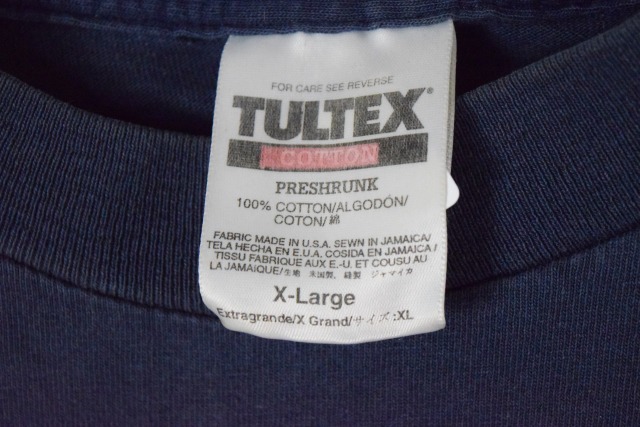 FOR CARE SEE REVERSE
TULTEX®
COTTON
PRESHRUNK
100% COTTON/ALGODÓN/
COTON/綿
FABRIC MADE IN U.S.A. SEWN IN JAMAICA/
TELA HECHA EN E.U.A. COSIDA EN JAMAICA/
TISSU FABRIQUE AUX E.-U. ET COUSU AU
LA JAMAIQUE/生地 米国製, 縫製 ジャマイカ
X-Large
Extragrande/X Grand/サイズ:XL